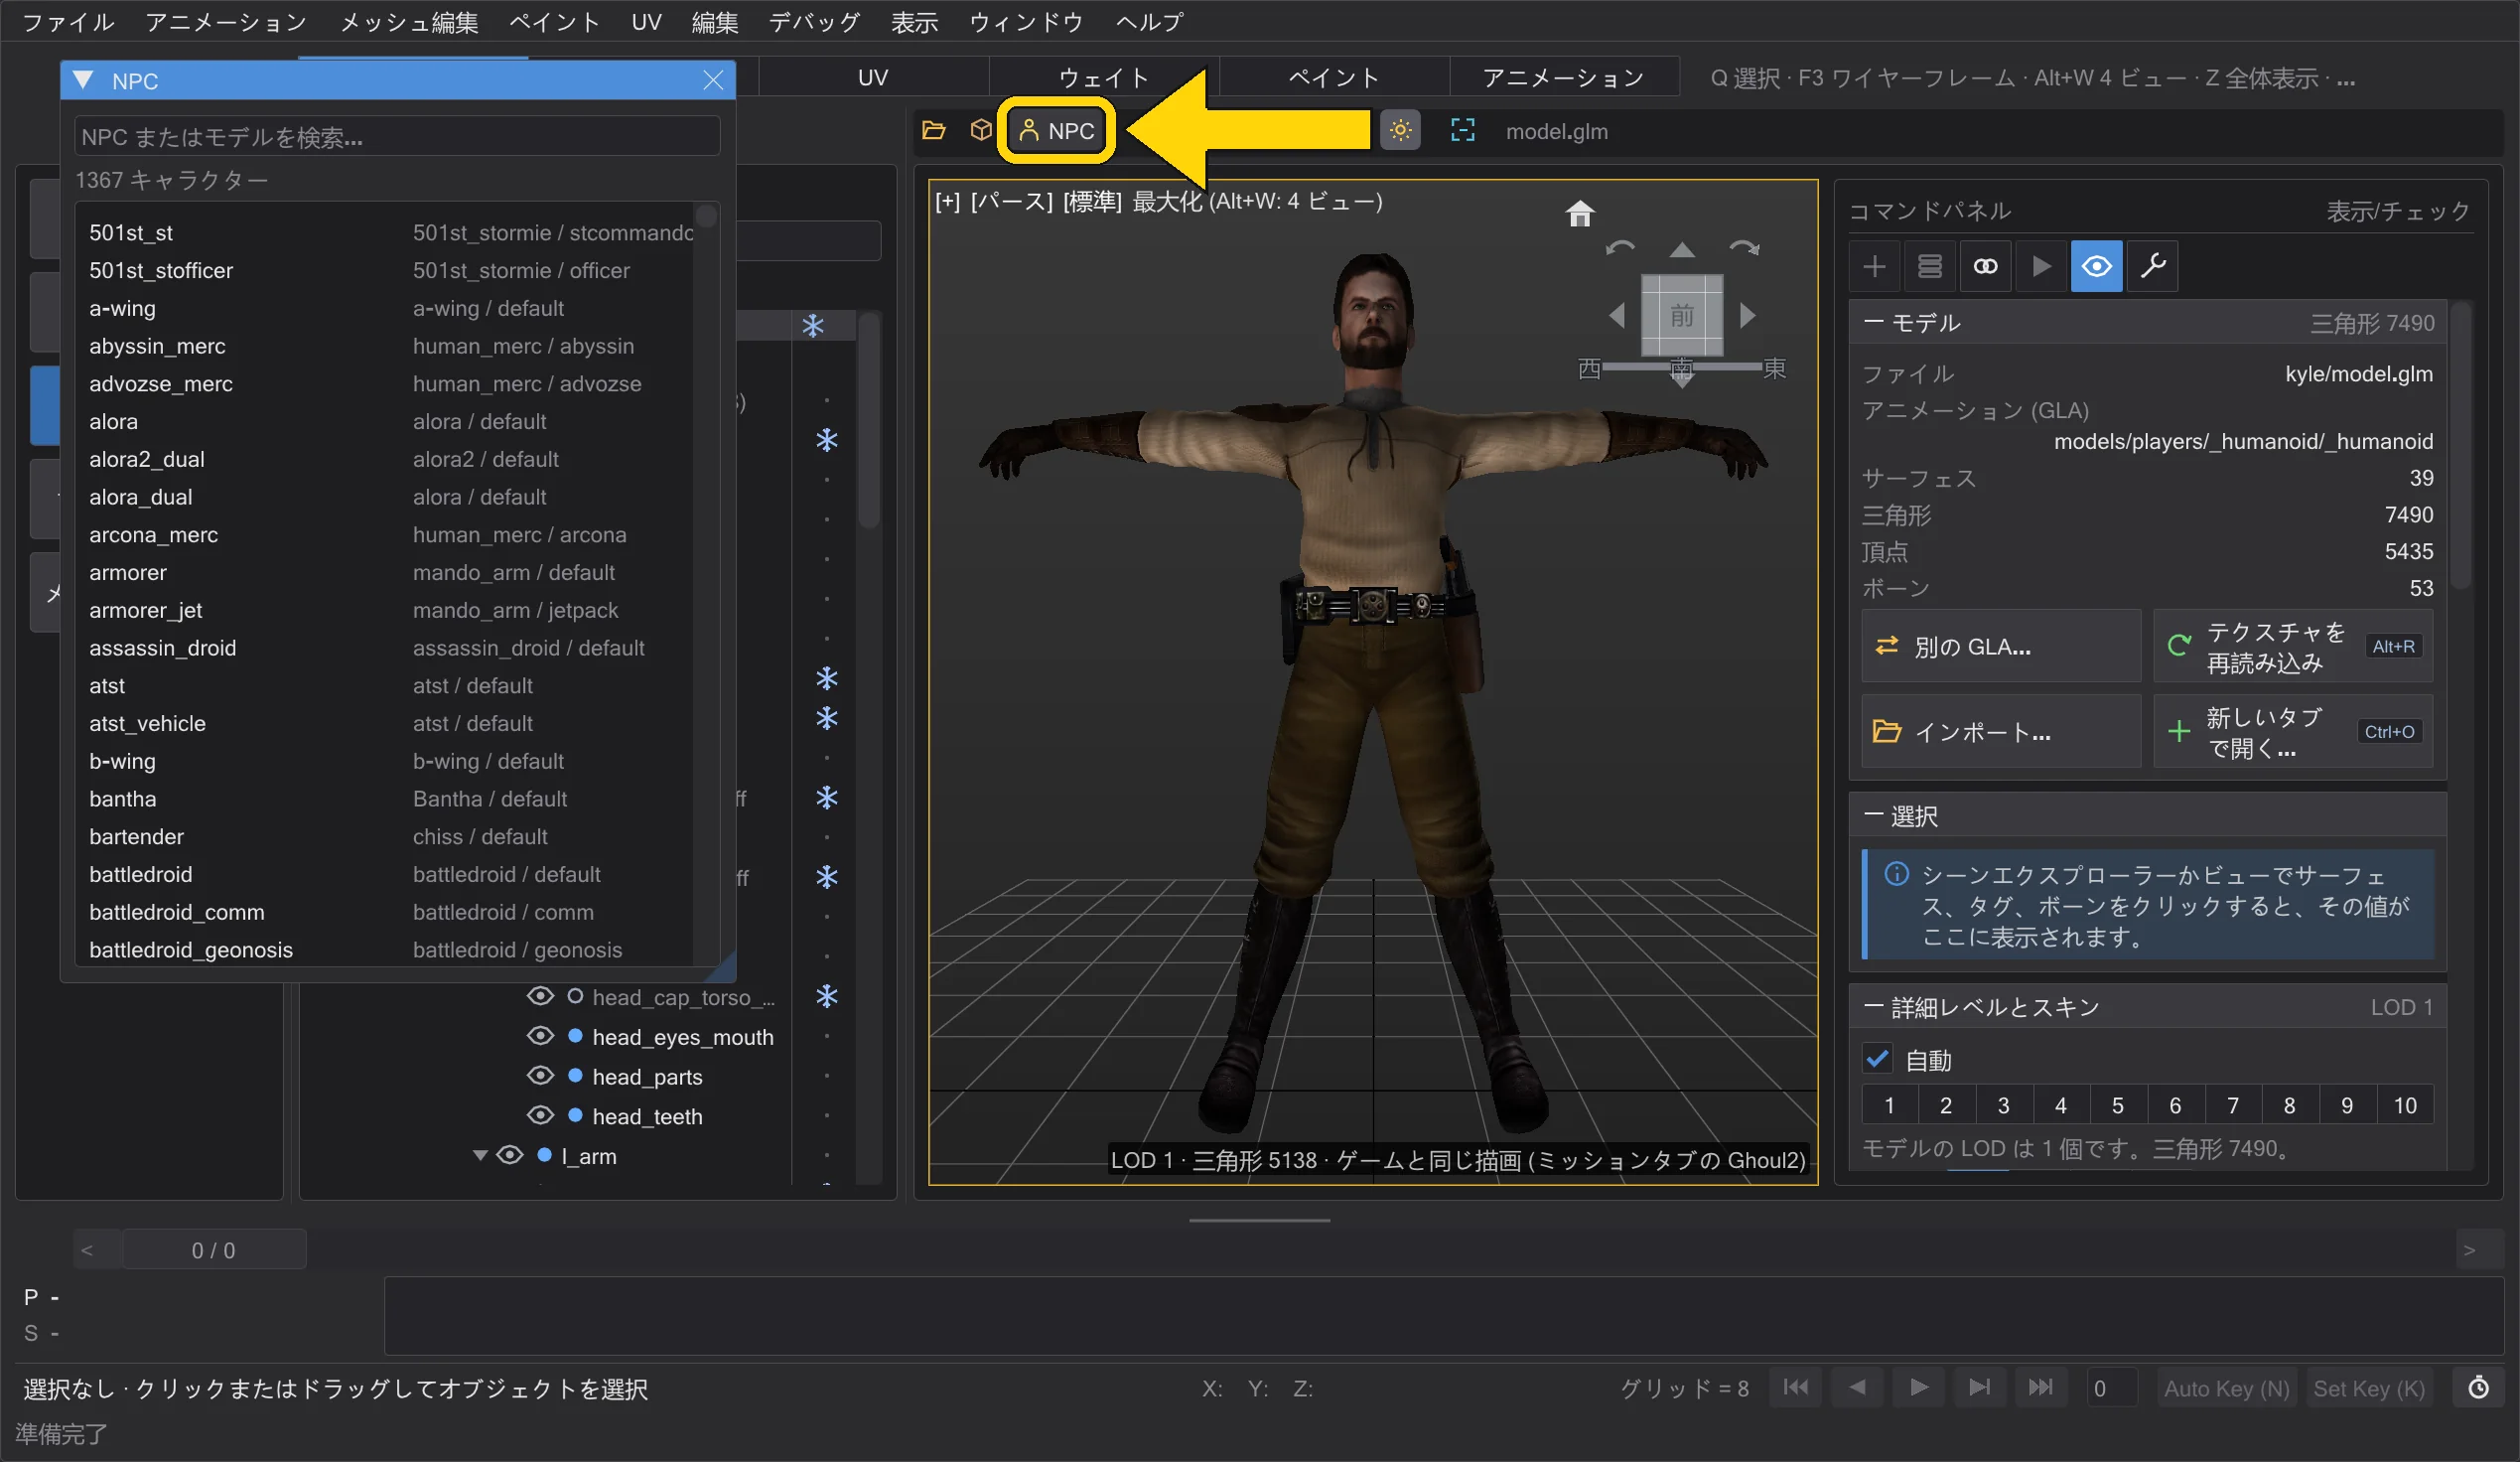 ファイル アニメーション メッシュ編集 ペイント UV 編集 デバッグ 表示 ウィンドウ ヘルプ
UV ウェイト ペイント アニメーション Q 選択 · F3 ワイヤーフレーム · Alt+W 4 ビュー · Z 全体表示 · ...
NPC
NPC model.glm
NPC またはモデルを検索...
1367 キャラクター
501st_st 501st_stormie / stcommando
501st_stofficer 501st_stormie / officer
a-wing a-wing / default
abyssin_merc human_merc / abyssin
advozse_merc human_merc / advozse
alora alora / default
alora2_dual alora2 / default
alora_dual alora / default
arcona_merc human_merc / arcona
armorer mando_arm / default
armorer_jet mando_arm / jetpack
assassin_droid assassin_droid / default
atst atst / default
atst_vehicle atst / default
b-wing b-wing / default
bantha Bantha / default
bartender chiss / default
battledroid battledroid / default
battledroid_comm battledroid / comm
battledroid_geonosis battledroid / geonosis
ff
ff
head_cap_torso_...
head_eyes_mouth
head_parts
head_teeth
l_arm
[+] [パース] [標準] 最大化 (Alt+W: 4 ビュー)
前
西 南 東
LOD 1 · 三角形 5138 · ゲームと同じ描画 (ミッションタブの Ghoul2)
コマンドパネル 表示/チェック
モデル 三角形 7490
ファイル kyle/model.glm
アニメーション (GLA)
models/players/_humanoid/_humanoid
サーフェス 39
三角形 7490
頂点 5435
ボーン 53
別の GLA...
テクスチャを
再読み込み
Alt+R
インポート...
新しいタブ
で開く...
Ctrl+O
選択
シーンエクスプローラーかビューでサーフェ
ス、タグ、ボーンをクリックすると、その値が
ここに表示されます。
詳細レベルとスキン LOD 1
自動
1 2 3 4 5 6 7 8 9 10
モデルの LOD は 1 個です。三角形 7490。
< 0 / 0 >
P -
S -
選択なし · クリックまたはドラッグしてオブジェクトを選択 X: Y: Z: グリッド = 8 0 Auto Key (N) Set Key (K)
準備完了